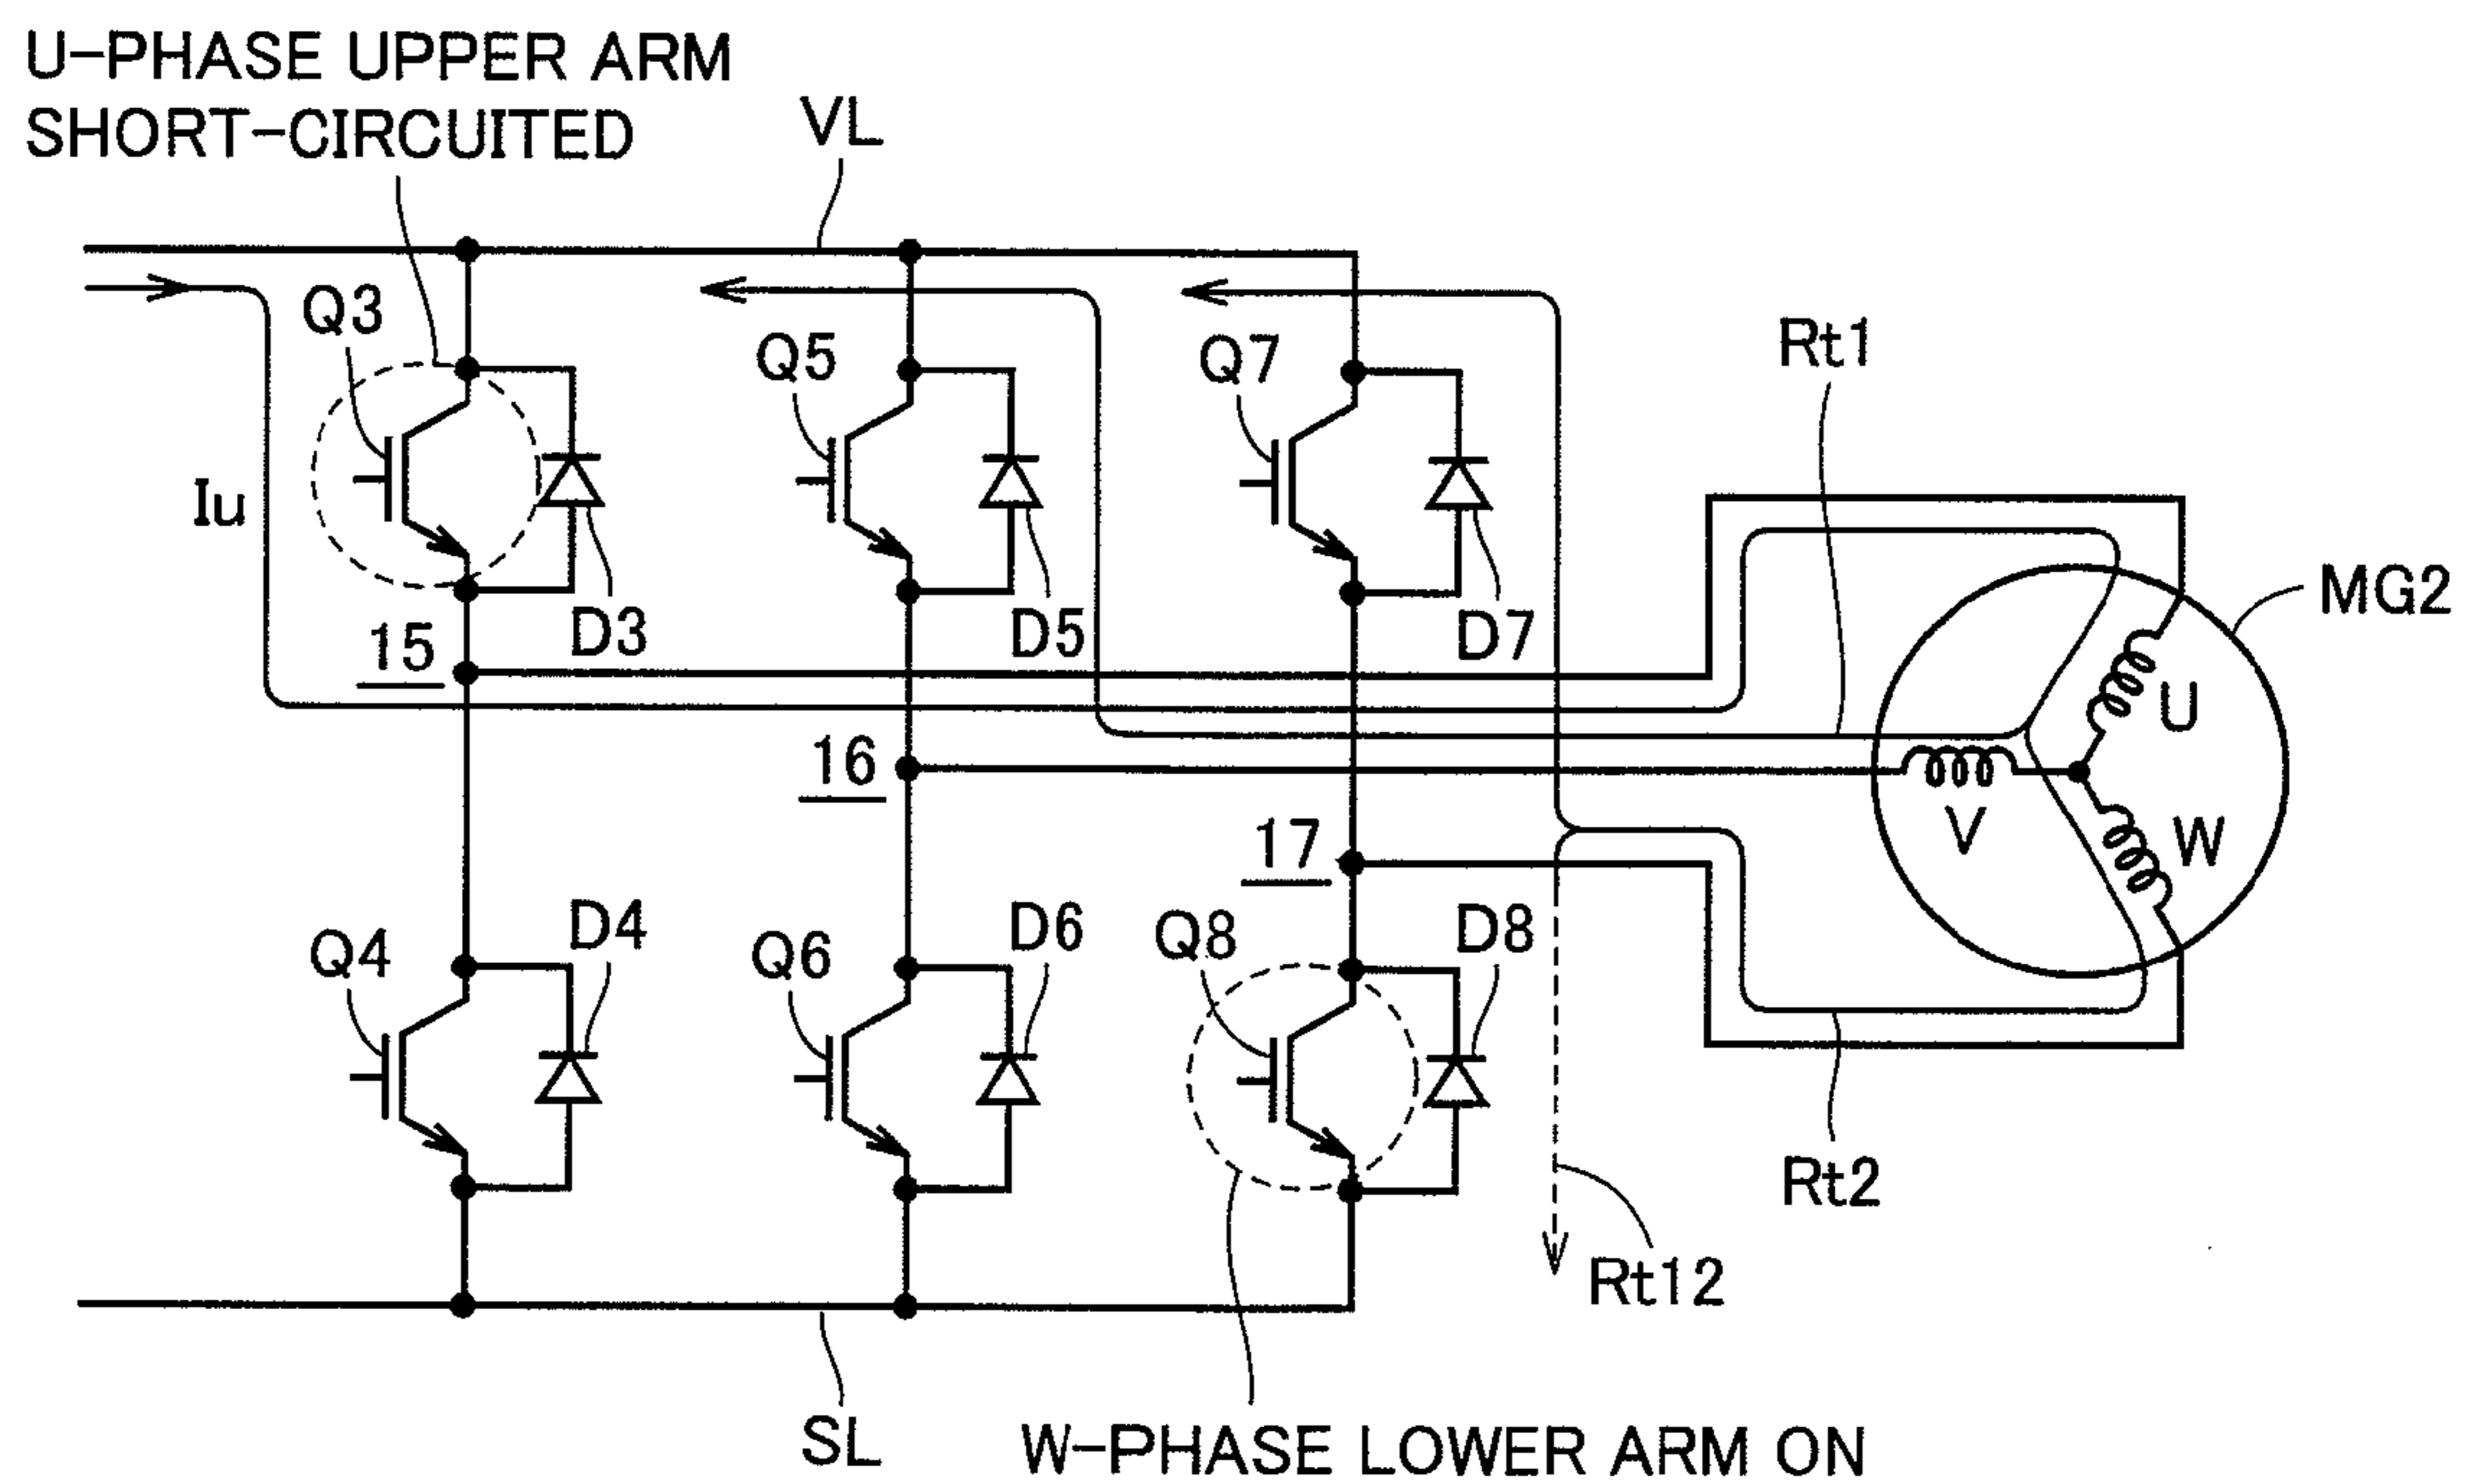 U-PHASE UPPER ARM
SHORT-CIRCUITED
VL
Q3
Q5
Q7
Rt1
Iu
MG2
D3
D5
D7
15
U
16
V
17
W
Q4
D4
Q6
D6
Q8
D8
Rt2
Rt12
SL
W-PHASE LOWER ARM ON